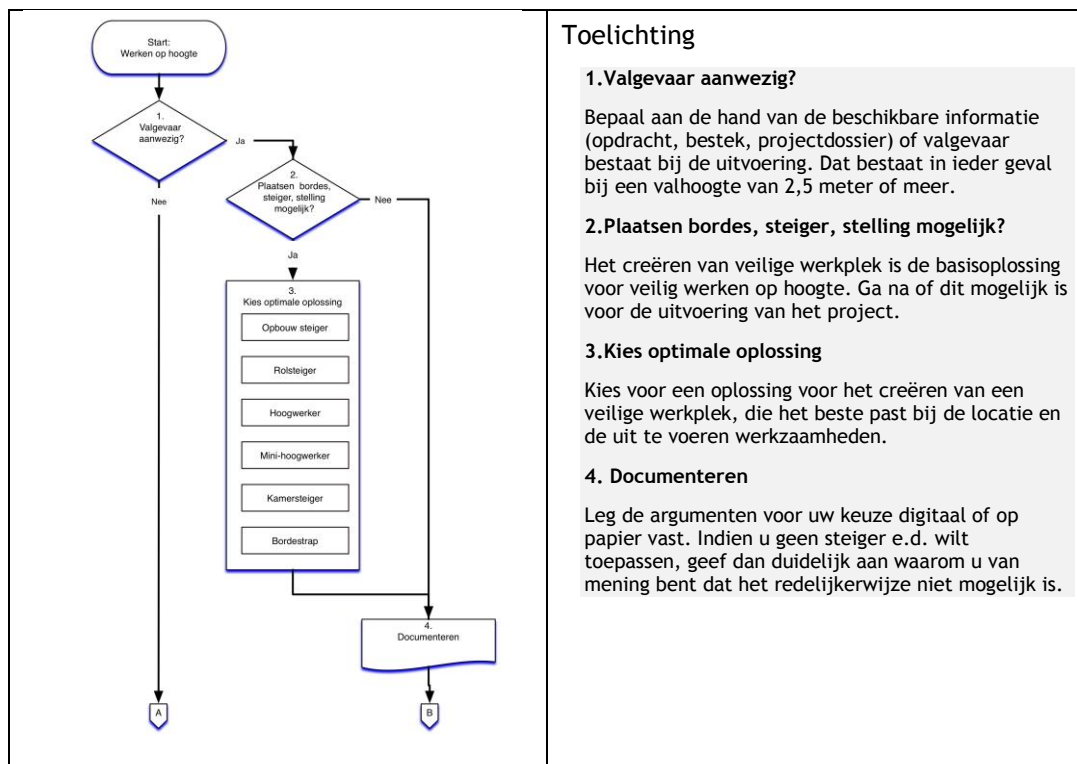 Start:
Werken op hoogte
1.
Valgevaar
aanwezig?
Ja
Nee
2.
Plaatsen bordes,
steiger, stelling
mogelijk?
Nee
Ja
3.
Kies optimale oplossing
Opbouw steiger
Rolsteiger
Hoogwerker
Mini-hoogwerker
Kamersteiger
Bordestrap
4.
Documenteren
A
B
Toelichting
1.Valgevaar aanwezig?
Bepaal aan de hand van de beschikbare informatie
(opdracht, bestek, projectdossier) of valgevaar
bestaat bij de uitvoering. Dat bestaat in ieder geval
bij een valhoogte van 2,5 meter of meer.
2.Plaatsen bordes, steiger, stelling mogelijk?
Het creëren van veilige werkplek is de basisoplossing
voor veilig werken op hoogte. Ga na of dit mogelijk is
voor de uitvoering van het project.
3.Kies optimale oplossing
Kies voor een oplossing voor het creëren van een
veilige werkplek, die het beste past bij de locatie en
de uit te voeren werkzaamheden.
4. Documenteren
Leg de argumenten voor uw keuze digitaal of op
papier vast. Indien u geen steiger e.d. wilt
toepassen, geef dan duidelijk aan waarom u van
mening bent dat het redelijkerwijze niet mogelijk is.